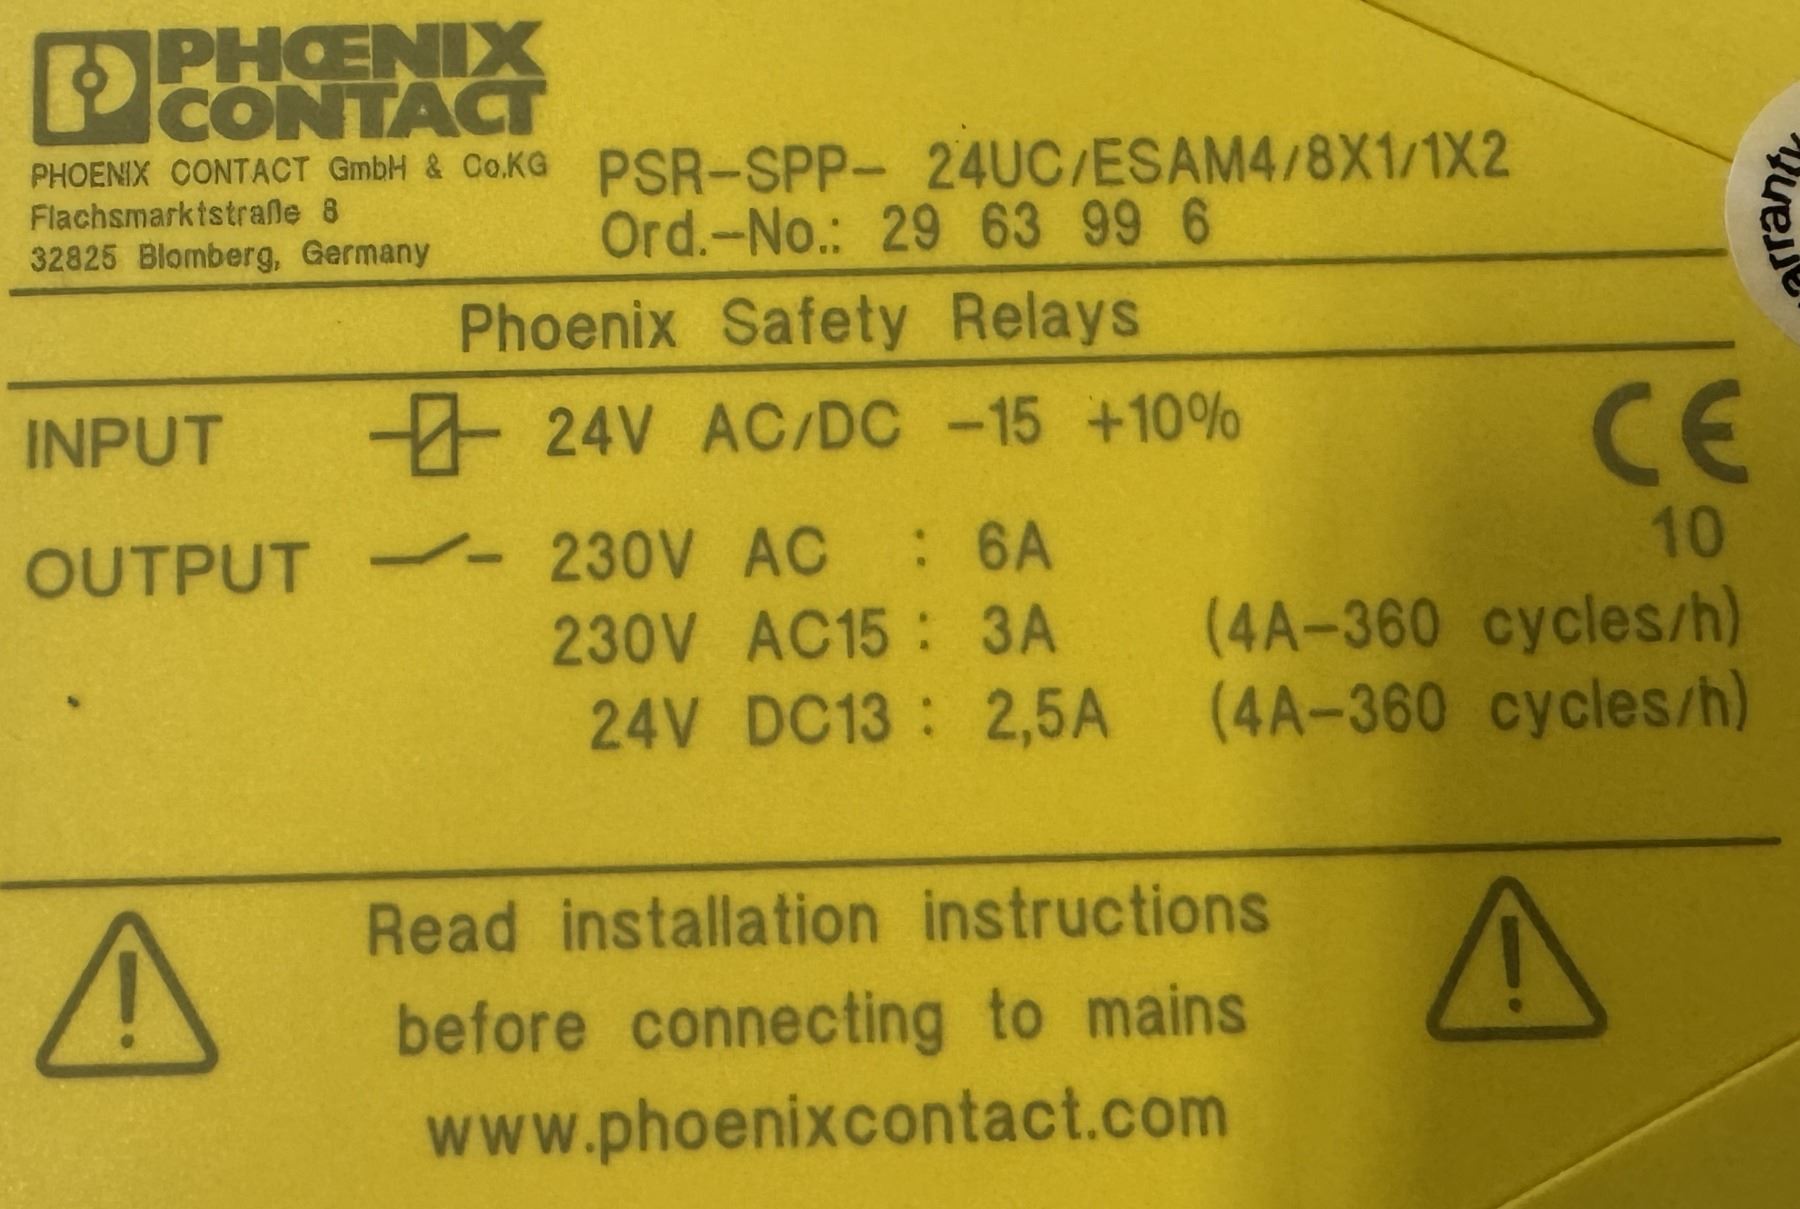 PHOENIX
CONTACT
PHOENIX CONTACT GmbH & Co.KG
Flachsmarktstraße 8
32825 Blomberg, Germany
PSR-SPP- 24UC/ESAM4/8X1/1X2
Ord.-No.: 29 63 99 6
Phoenix Safety Relays
INPUT 24V AC/DC -15 +10%
CE
10
OUTPUT 230V AC : 6A
230V AC15 : 3A (4A-360 cycles/h)
24V DC13 : 2,5A (4A-360 cycles/h)
Read installation instructions
before connecting to mains
www.phoenixcontact.com